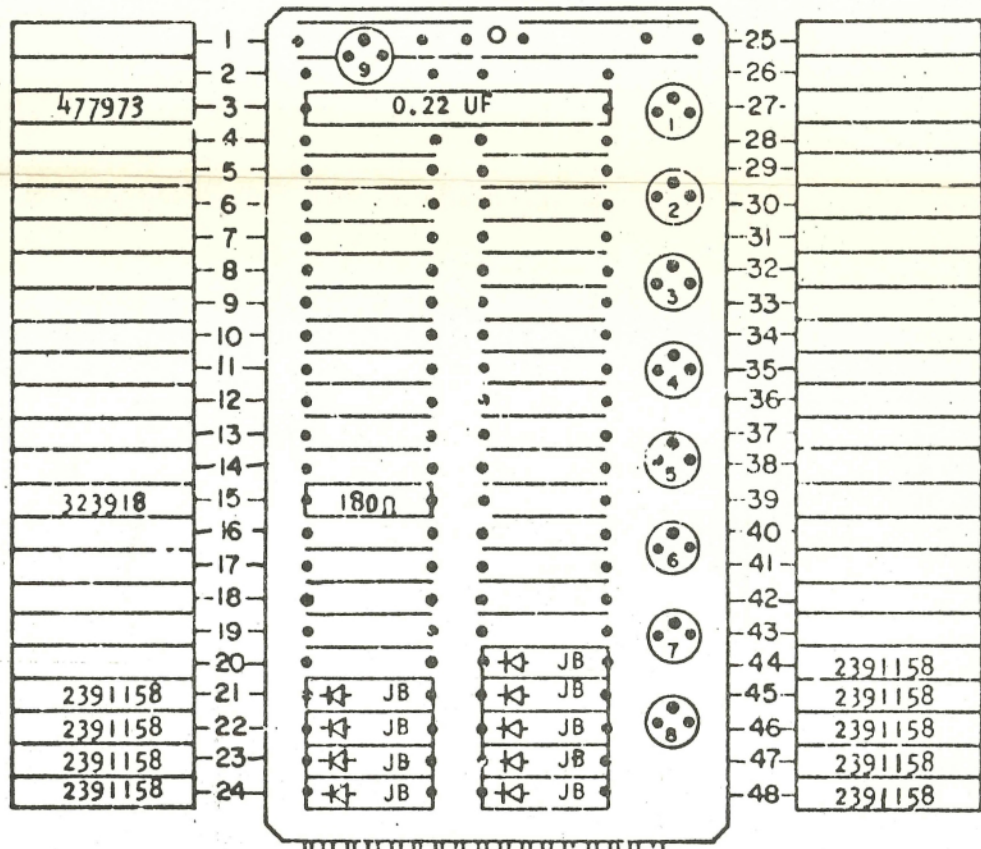 1 25
9
2 26
477973 3 0.22 UF 1 27
4 28
5 29
6 2 30
7 31
8 3 32
9 33
10 34
11 4 35
12 36
13 37
14 5 38
323918 15 180Ω 39
16 6 40
17 41
18 42
19 7 43
20 JB 44 2391158
2391158 21 JB JB 45 2391158
2391158 22 JB JB 8 46 2391158
2391158 23 JB JB 47 2391158
2391158 24 JB JB 48 2391158